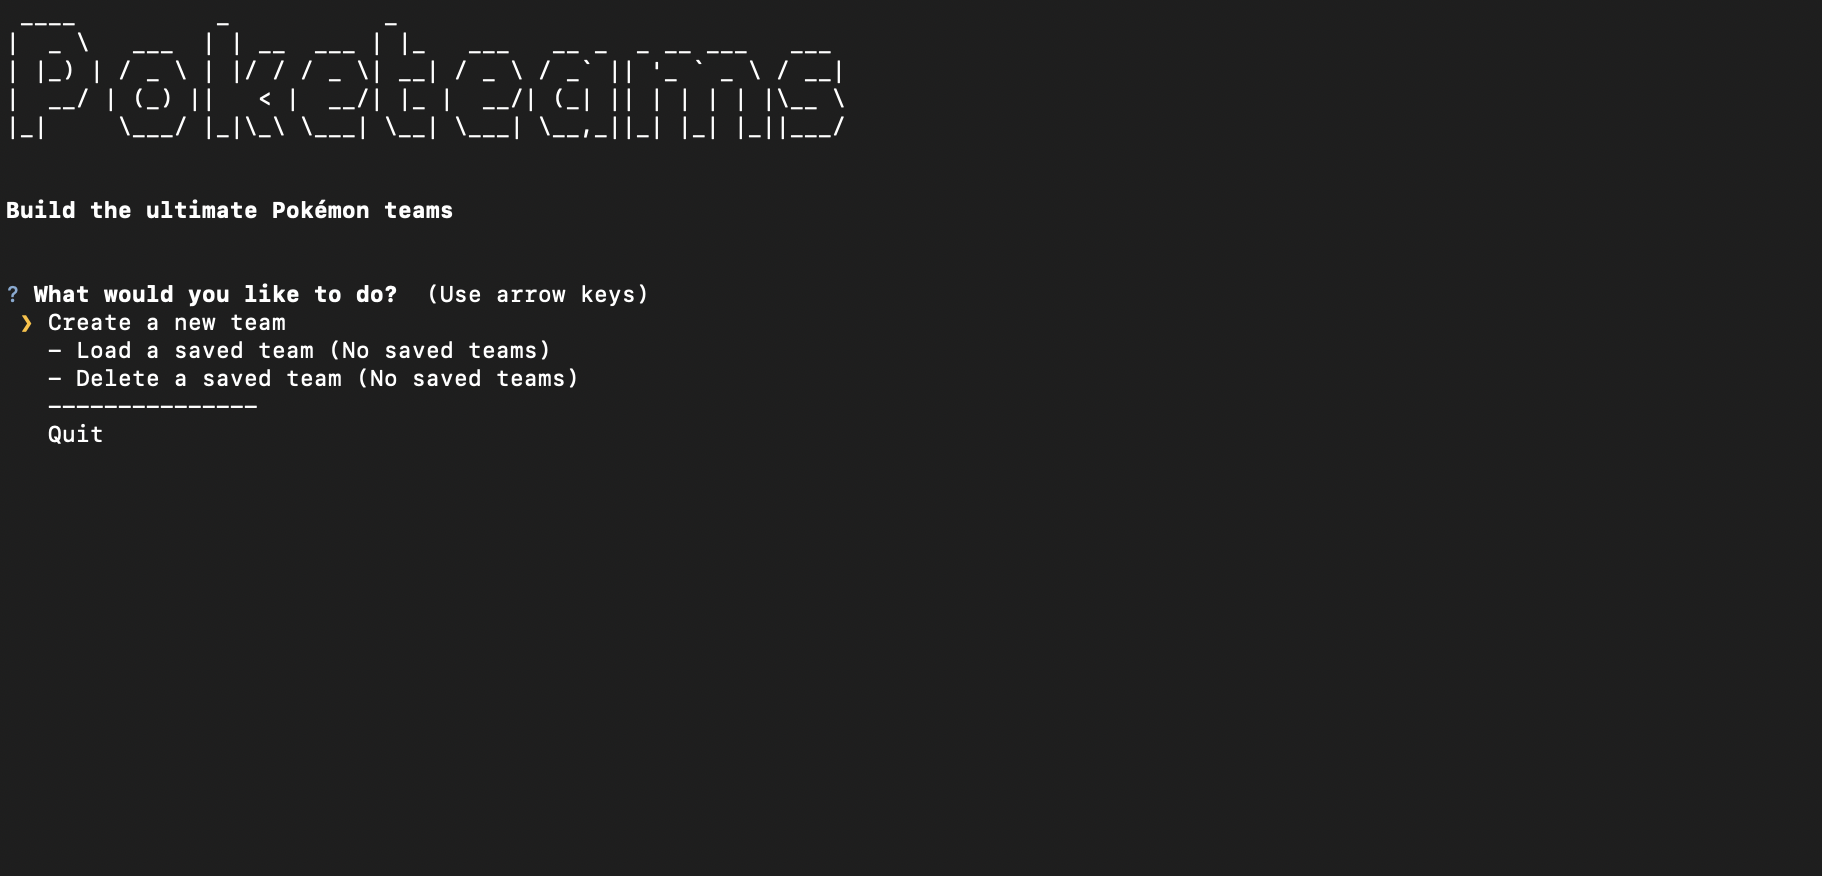 Poketeams
Build the ultimate Pokémon teams
? What would you like to do?  (Use arrow keys)
❯ Create a new team
– Load a saved team (No saved teams)
– Delete a saved team (No saved teams)
---------------
Quit